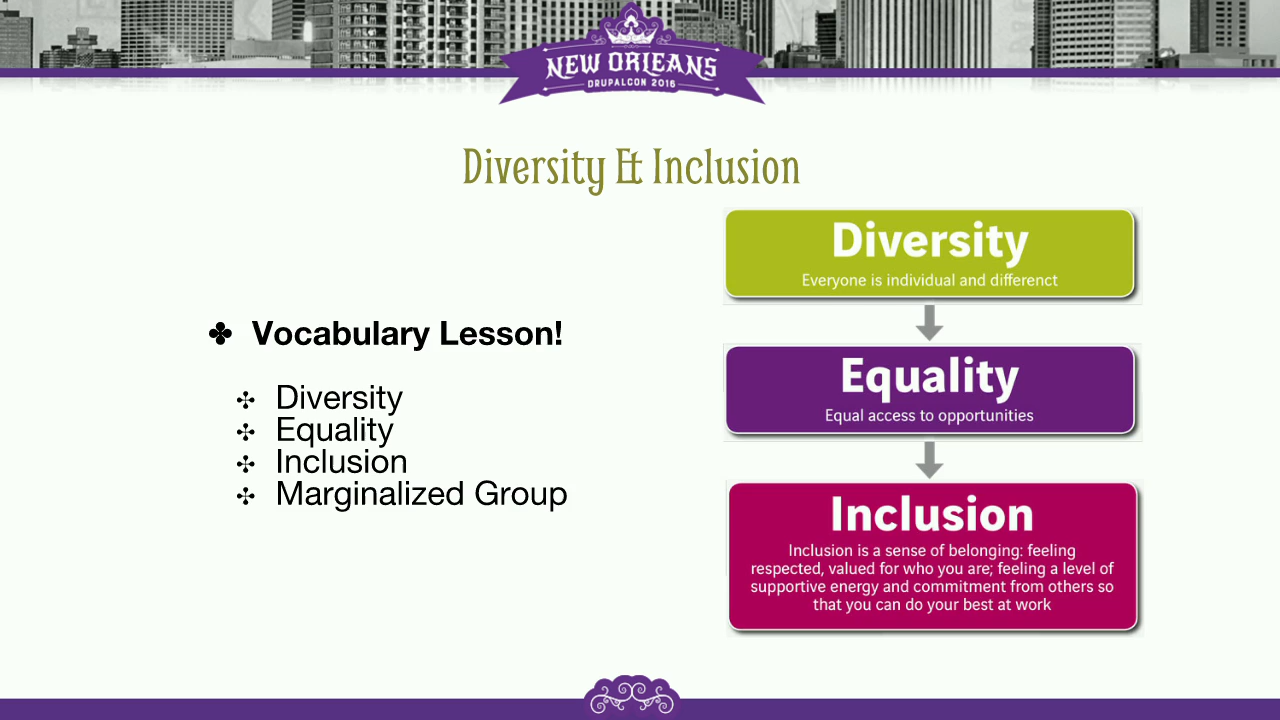 NEW ORLEANS
DRUPALCON 2016
Diversity & Inclusion
Vocabulary Lesson!
Diversity
Equality
Inclusion
Marginalized Group
Diversity
Everyone is individual and differenct
Equality
Equal access to opportunities
Inclusion
Inclusion is a sense of belonging: feeling
respected, valued for who you are; feeling a level of
supportive energy and commitment from others so
that you can do your best at work